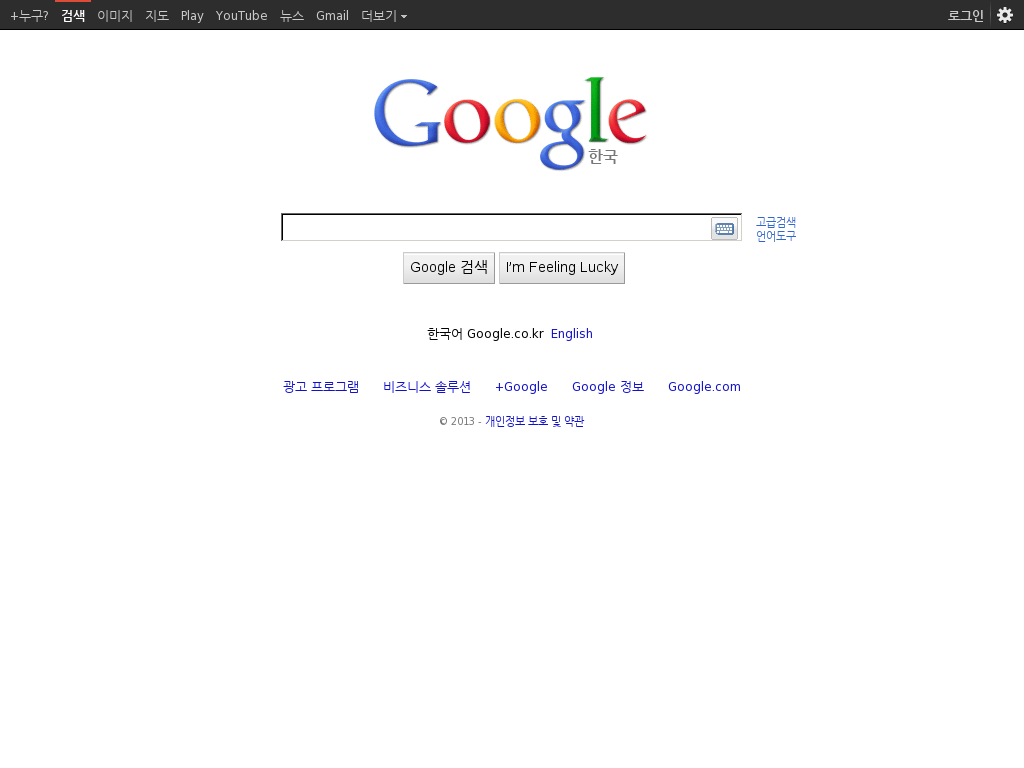 +누구? 검색 이미지 지도 Play YouTube 뉴스 Gmail 더보기 로그인
Google
한국
고급검색
언어도구
Google 검색 I'm Feeling Lucky
한국어 Google.co.kr English
광고 프로그램 비즈니스 솔루션 +Google Google 정보 Google.com
© 2013 - 개인정보 보호 및 약관